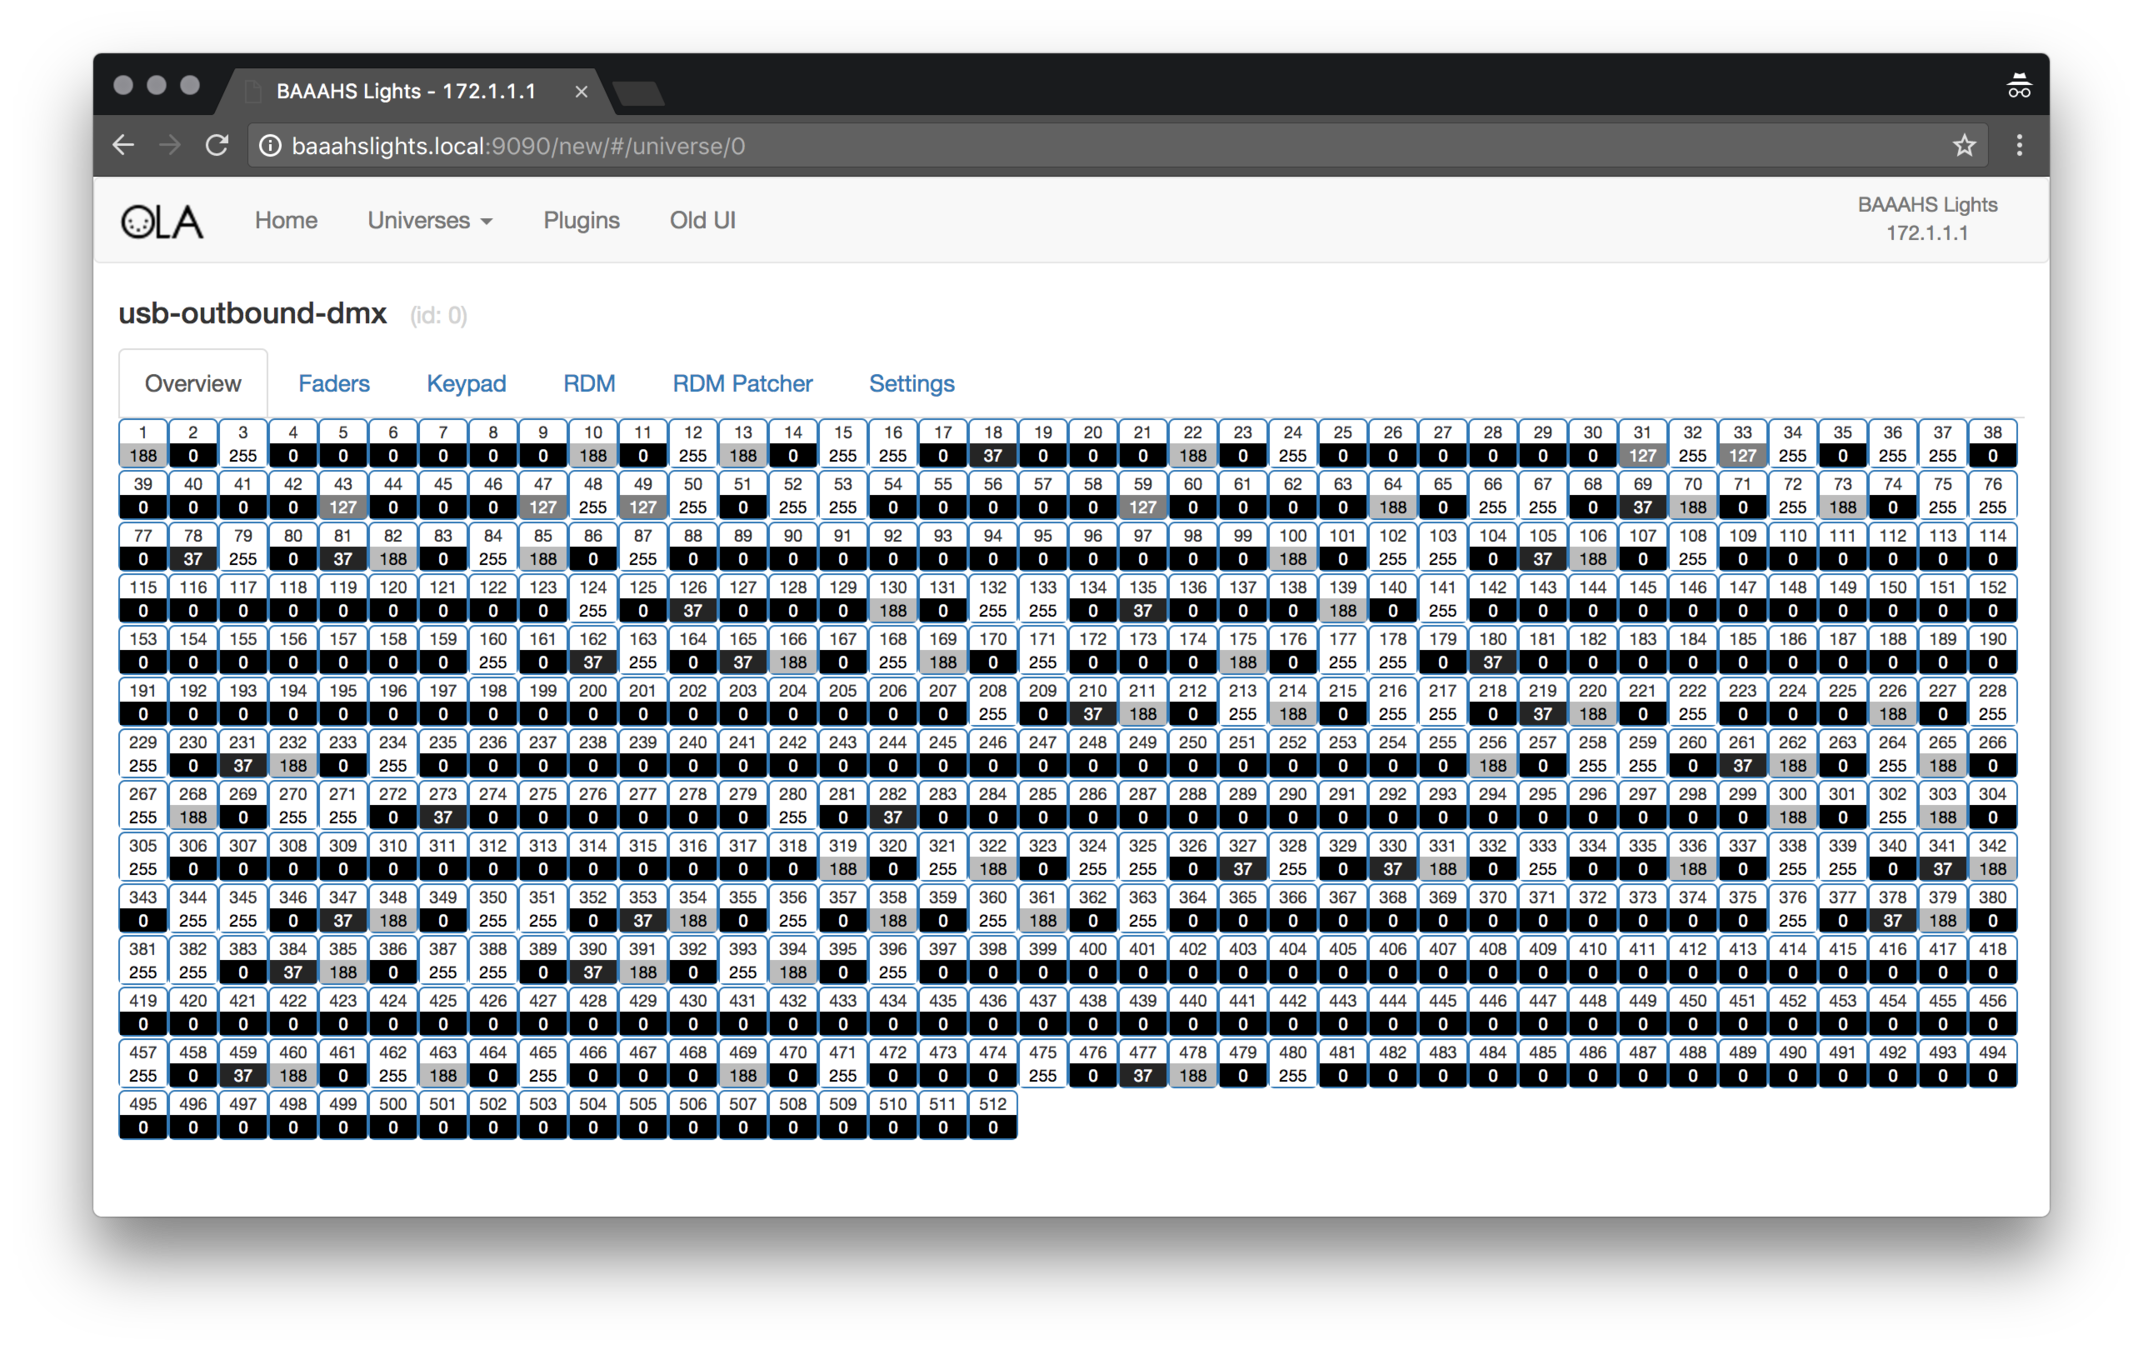 BAAAHS Lights - 172.1.1.1
baaahslights.local:9090/new/#/universe/0
OLA Home Universes Plugins Old UI BAAAHS Lights
172.1.1.1
usb-outbound-dmx (id: 0)
Overview Faders Keypad RDM RDM Patcher Settings
1 2 3 4 5 6 7 8 9 10 11 12 13 14 15 16 17 18 19 20 21 22 23 24 25 26 27 28 29 30 31 32 33 34 35 36 37 38
188 0 255 0 0 0 0 0 0 188 0 255 188 0 255 255 0 37 0 0 0 188 0 255 0 0 0 0 0 0 127 255 127 255 0 255 255 0
39 40 41 42 43 44 45 46 47 48 49 50 51 52 53 54 55 56 57 58 59 60 61 62 63 64 65 66 67 68 69 70 71 72 73 74 75 76
0 0 0 0 127 0 0 0 127 255 127 255 0 255 255 0 0 0 0 0 127 0 0 0 0 188 0 255 255 0 37 188 0 255 188 0 255 255
77 78 79 80 81 82 83 84 85 86 87 88 89 90 91 92 93 94 95 96 97 98 99 100 101 102 103 104 105 106 107 108 109 110 111 112 113 114
0 37 255 0 37 188 0 255 188 0 255 0 0 0 0 0 0 0 0 0 0 0 0 188 0 255 255 0 37 188 0 255 0 0 0 0 0 0
115 116 117 118 119 120 121 122 123 124 125 126 127 128 129 130 131 132 133 134 135 136 137 138 139 140 141 142 143 144 145 146 147 148 149 150 151 152
0 0 0 0 0 0 0 0 0 255 0 37 0 0 0 188 0 255 255 0 37 0 0 0 188 0 255 0 0 0 0 0 0 0 0 0 0 0
153 154 155 156 157 158 159 160 161 162 163 164 165 166 167 168 169 170 171 172 173 174 175 176 177 178 179 180 181 182 183 184 185 186 187 188 189 190
0 0 0 0 0 0 0 255 0 37 255 0 37 188 0 255 188 0 255 0 0 0 188 0 255 255 0 37 0 0 0 0 0 0 0 0 0 0
191 192 193 194 195 196 197 198 199 200 201 202 203 204 205 206 207 208 209 210 211 212 213 214 215 216 217 218 219 220 221 222 223 224 225 226 227 228
0 0 0 0 0 0 0 0 0 0 0 0 0 0 0 0 0 255 0 37 188 0 255 188 0 255 255 0 37 188 0 255 0 0 0 188 0 255
229 230 231 232 233 234 235 236 237 238 239 240 241 242 243 244 245 246 247 248 249 250 251 252 253 254 255 256 257 258 259 260 261 262 263 264 265 266
255 0 37 188 0 255 0 0 0 0 0 0 0 0 0 0 0 0 0 0 0 0 0 0 0 0 0 188 0 255 255 0 37 188 0 255 188 0
267 268 269 270 271 272 273 274 275 276 277 278 279 280 281 282 283 284 285 286 287 288 289 290 291 292 293 294 295 296 297 298 299 300 301 302 303 304
255 188 0 255 255 0 37 0 0 0 0 0 0 255 0 37 0 0 0 0 0 0 0 0 0 0 0 0 0 0 0 0 0 188 0 255 188 0
305 306 307 308 309 310 311 312 313 314 315 316 317 318 319 320 321 322 323 324 325 326 327 328 329 330 331 332 333 334 335 336 337 338 339 340 341 342
255 0 0 0 0 0 0 0 0 0 0 0 0 0 188 0 255 188 0 255 255 0 37 255 0 37 188 0 255 0 0 188 0 255 255 0 37 188
343 344 345 346 347 348 349 350 351 352 353 354 355 356 357 358 359 360 361 362 363 364 365 366 367 368 369 370 371 372 373 374 375 376 377 378 379 380
0 255 255 0 37 188 0 255 255 0 37 188 0 255 0 188 0 255 188 0 255 0 0 0 0 0 0 0 0 0 0 0 0 255 0 37 188 0
381 382 383 384 385 386 387 388 389 390 391 392 393 394 395 396 397 398 399 400 401 402 403 404 405 406 407 408 409 410 411 412 413 414 415 416 417 418
255 255 0 37 188 0 255 255 0 37 188 0 255 188 0 255 0 0 0 0 0 0 0 0 0 0 0 0 0 0 0 0 0 0 0 0 0 0
419 420 421 422 423 424 425 426 427 428 429 430 431 432 433 434 435 436 437 438 439 440 441 442 443 444 445 446 447 448 449 450 451 452 453 454 455 456
0 0 0 0 0 0 0 0 0 0 0 0 0 0 0 0 0 0 0 0 0 0 0 0 0 0 0 0 0 0 0 0 0 0 0 0 0 0
457 458 459 460 461 462 463 464 465 466 467 468 469 470 471 472 473 474 475 476 477 478 479 480 481 482 483 484 485 486 487 488 489 490 491 492 493 494
255 0 37 188 0 255 188 0 255 0 0 0 188 0 255 0 0 0 255 0 37 188 0 255 0 0 0 0 0 0 0 0 0 0 0 0 0 0
495 496 497 498 499 500 501 502 503 504 505 506 507 508 509 510 511 512
0 0 0 0 0 0 0 0 0 0 0 0 0 0 0 0 0 0